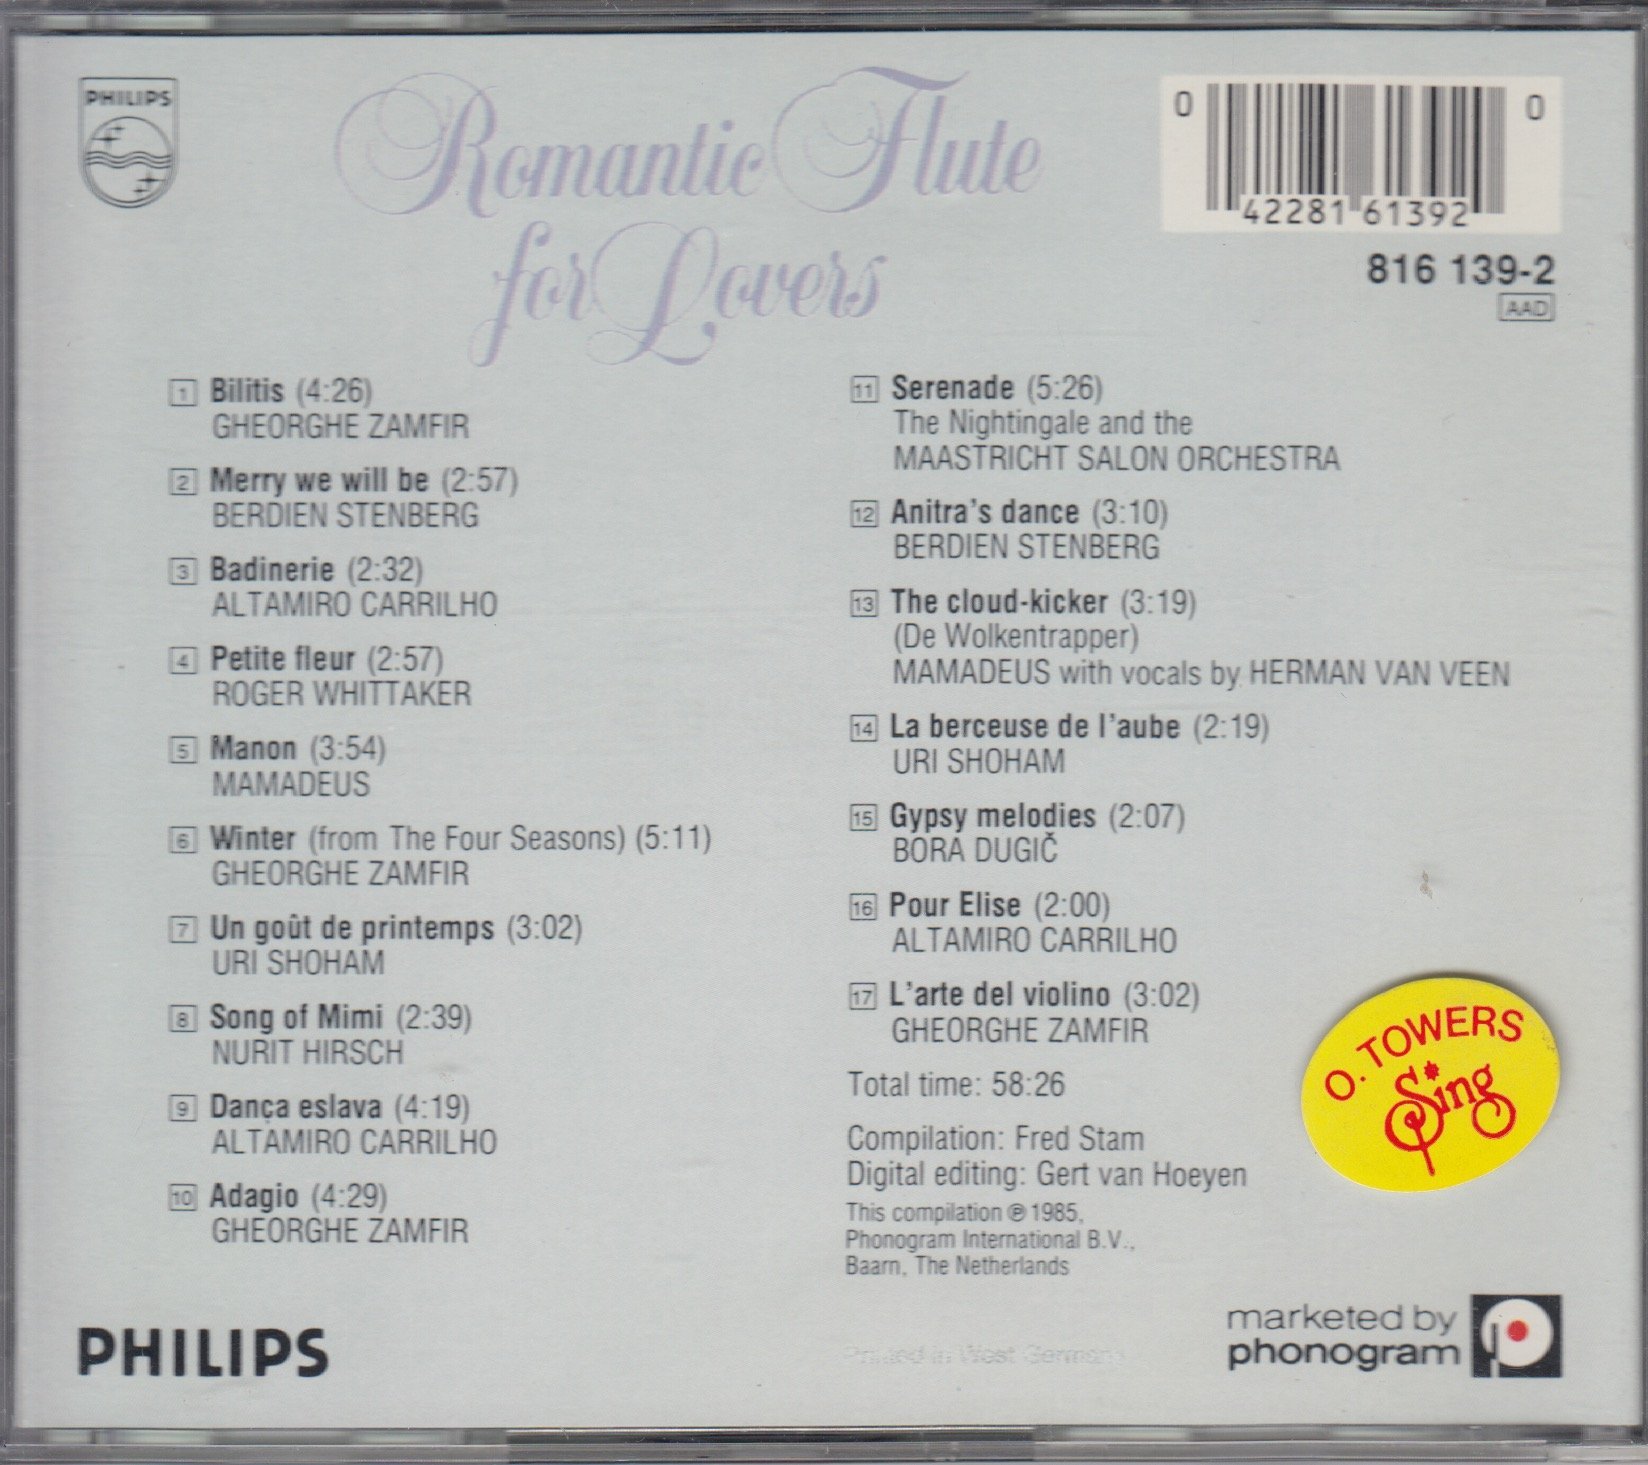 PHILIPS
Romantic Flute
for Lovers
0 42281 61392 0
816 139-2
AAD
1 Bilitis (4:26)
GHEORGHE ZAMFIR
2 Merry we will be (2:57)
BERDIEN STENBERG
3 Badinerie (2:32)
ALTAMIRO CARRILHO
4 Petite fleur (2:57)
ROGER WHITTAKER
5 Manon (3:54)
MAMADEUS
6 Winter (from The Four Seasons) (5:11)
GHEORGHE ZAMFIR
7 Un goût de printemps (3:02)
URI SHOHAM
8 Song of Mimi (2:39)
NURIT HIRSCH
9 Dança eslava (4:19)
ALTAMIRO CARRILHO
10 Adagio (4:29)
GHEORGHE ZAMFIR
11 Serenade (5:26)
The Nightingale and the
MAASTRICHT SALON ORCHESTRA
12 Anitra's dance (3:10)
BERDIEN STENBERG
13 The cloud-kicker (3:19)
(De Wolkentrapper)
MAMADEUS with vocals by HERMAN VAN VEEN
14 La berceuse de l'aube (2:19)
URI SHOHAM
15 Gypsy melodies (2:07)
BORA DUGIČ
16 Pour Elise (2:00)
ALTAMIRO CARRILHO
17 L'arte del violino (3:02)
GHEORGHE ZAMFIR
Total time: 58:26
Compilation: Fred Stam
Digital editing: Gert van Hoeyen
This compilation ℗ 1985,
Phonogram International B.V.,
Baarn, The Netherlands
O. TOWERS
Sing
PHILIPS
Printed in West Germany
marketed by
phonogram